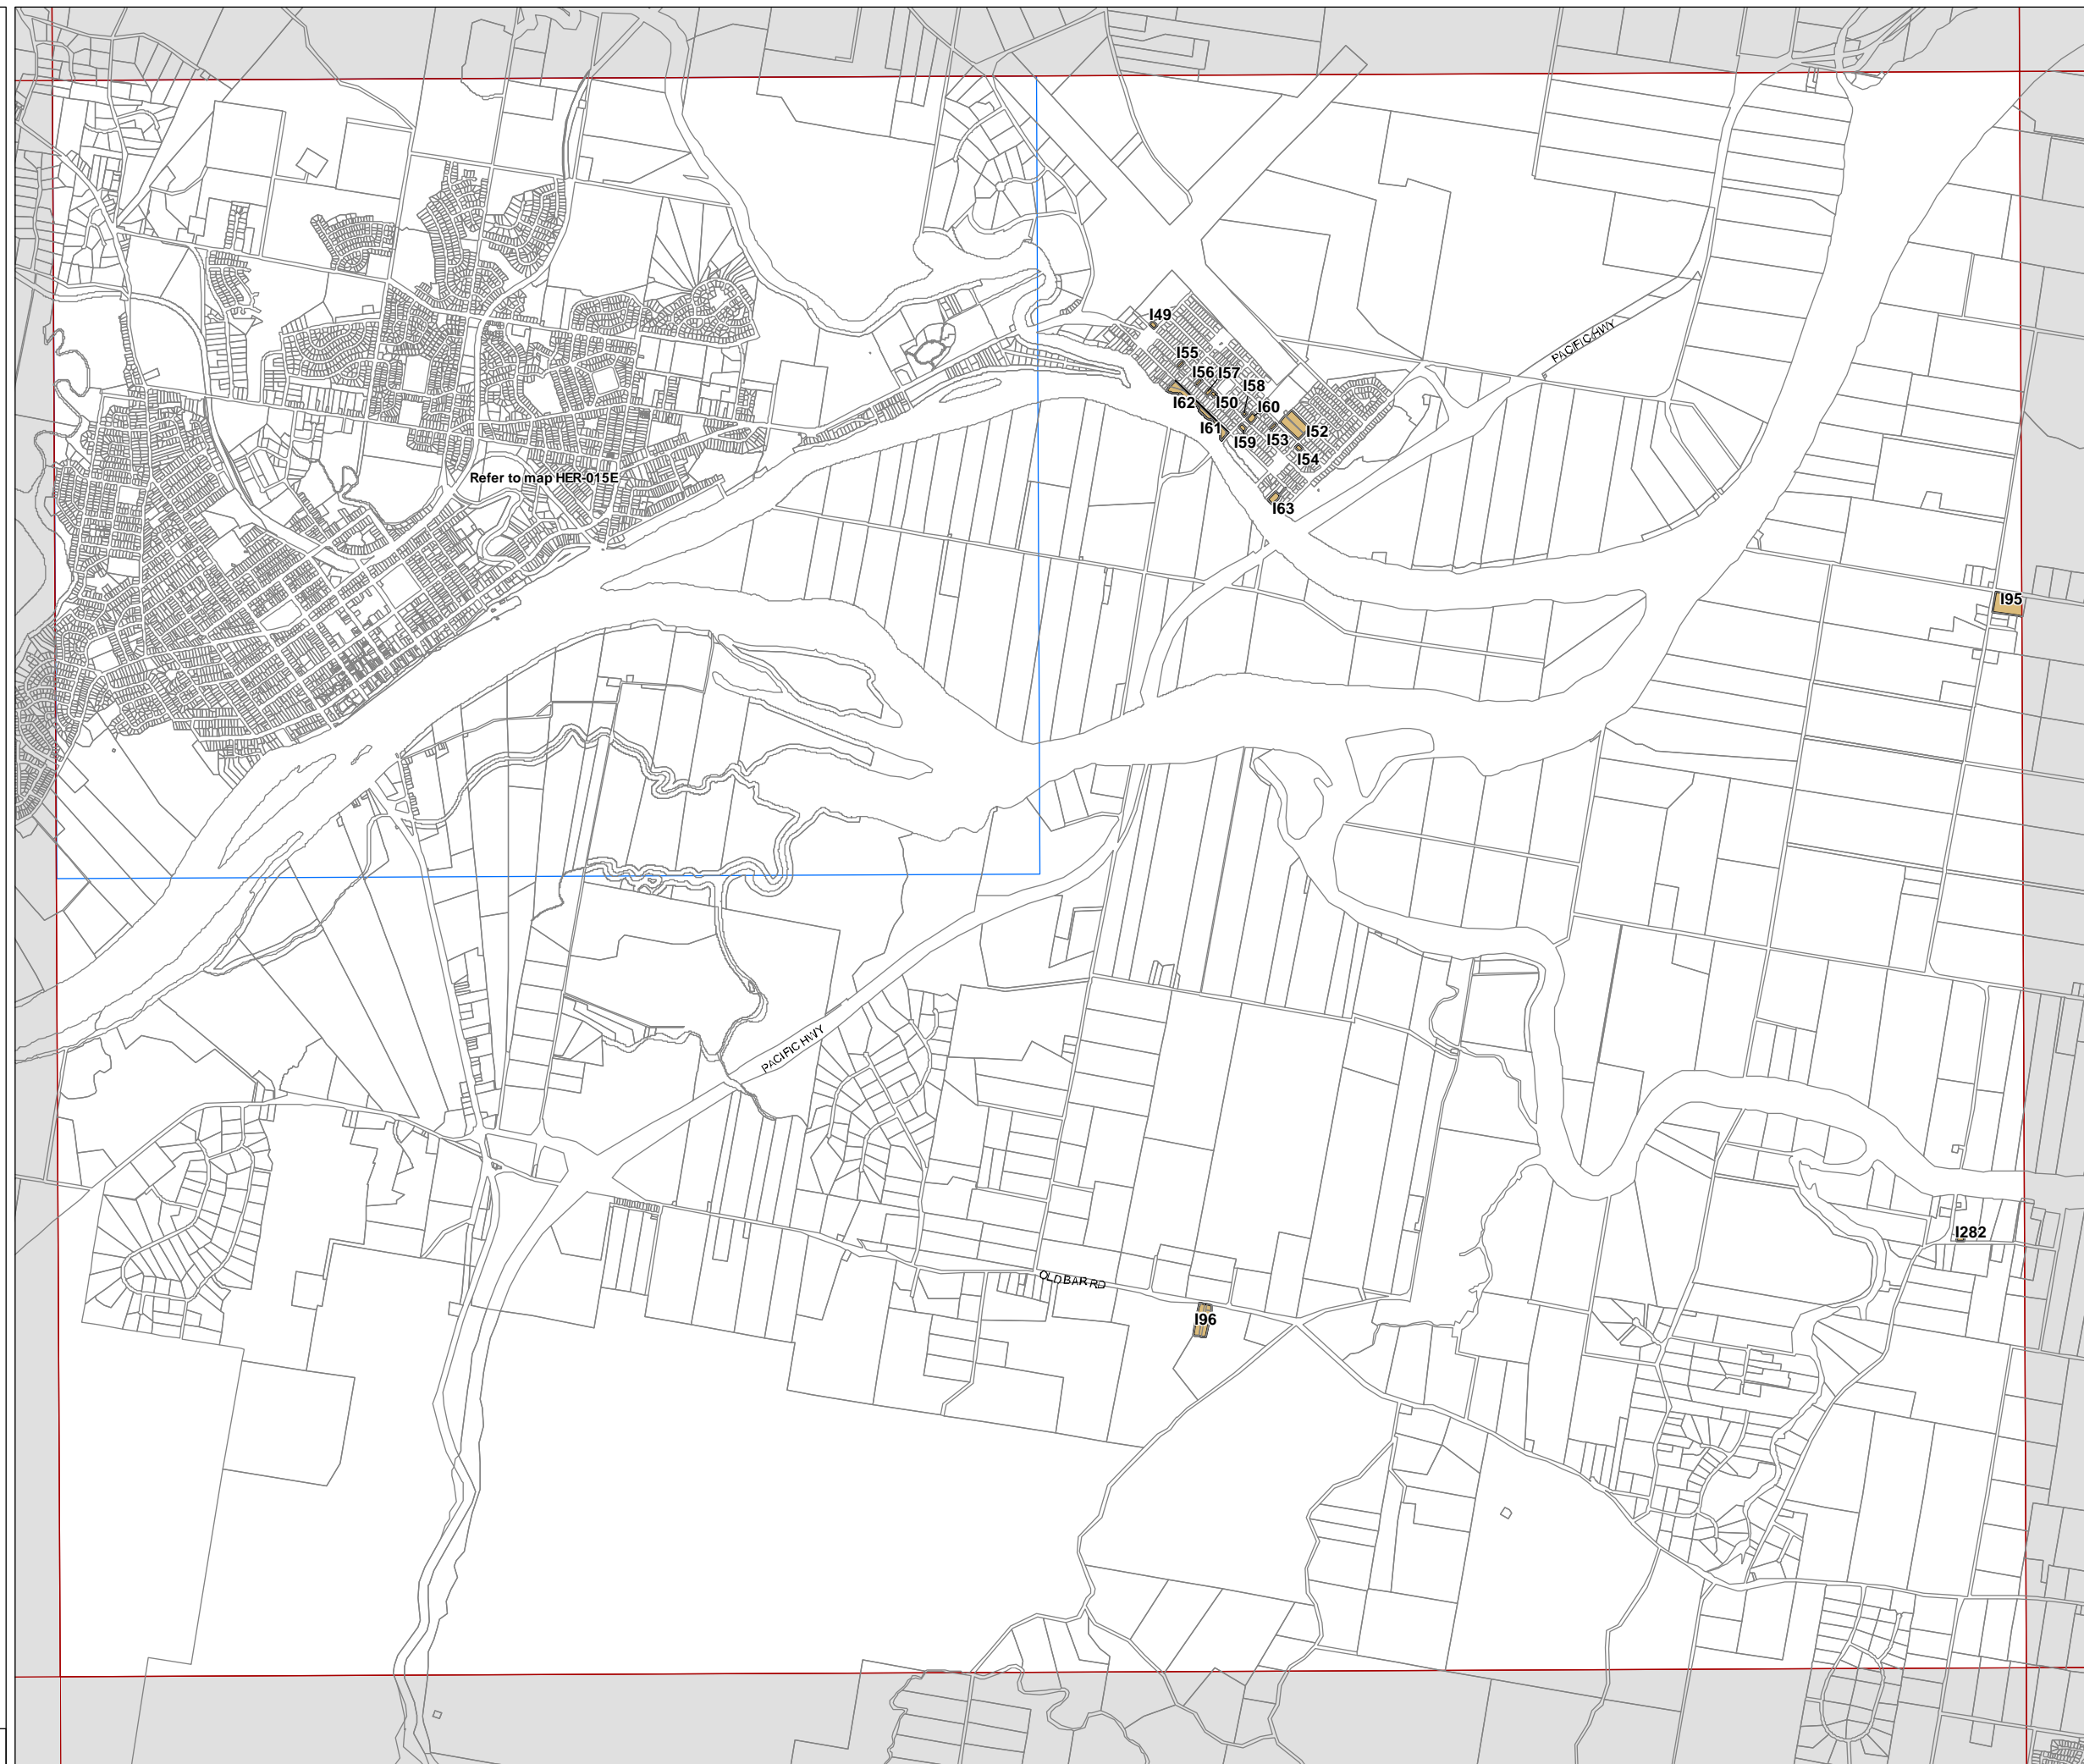 I49
PACIFIC HWY
I55
I56
I57
I58
I62
I50
I60
I61
I59
I53
I52
I54
Refer to map HER-015E
I63
I95
PACIFIC HWY
I282
OLD BAR RD
I96